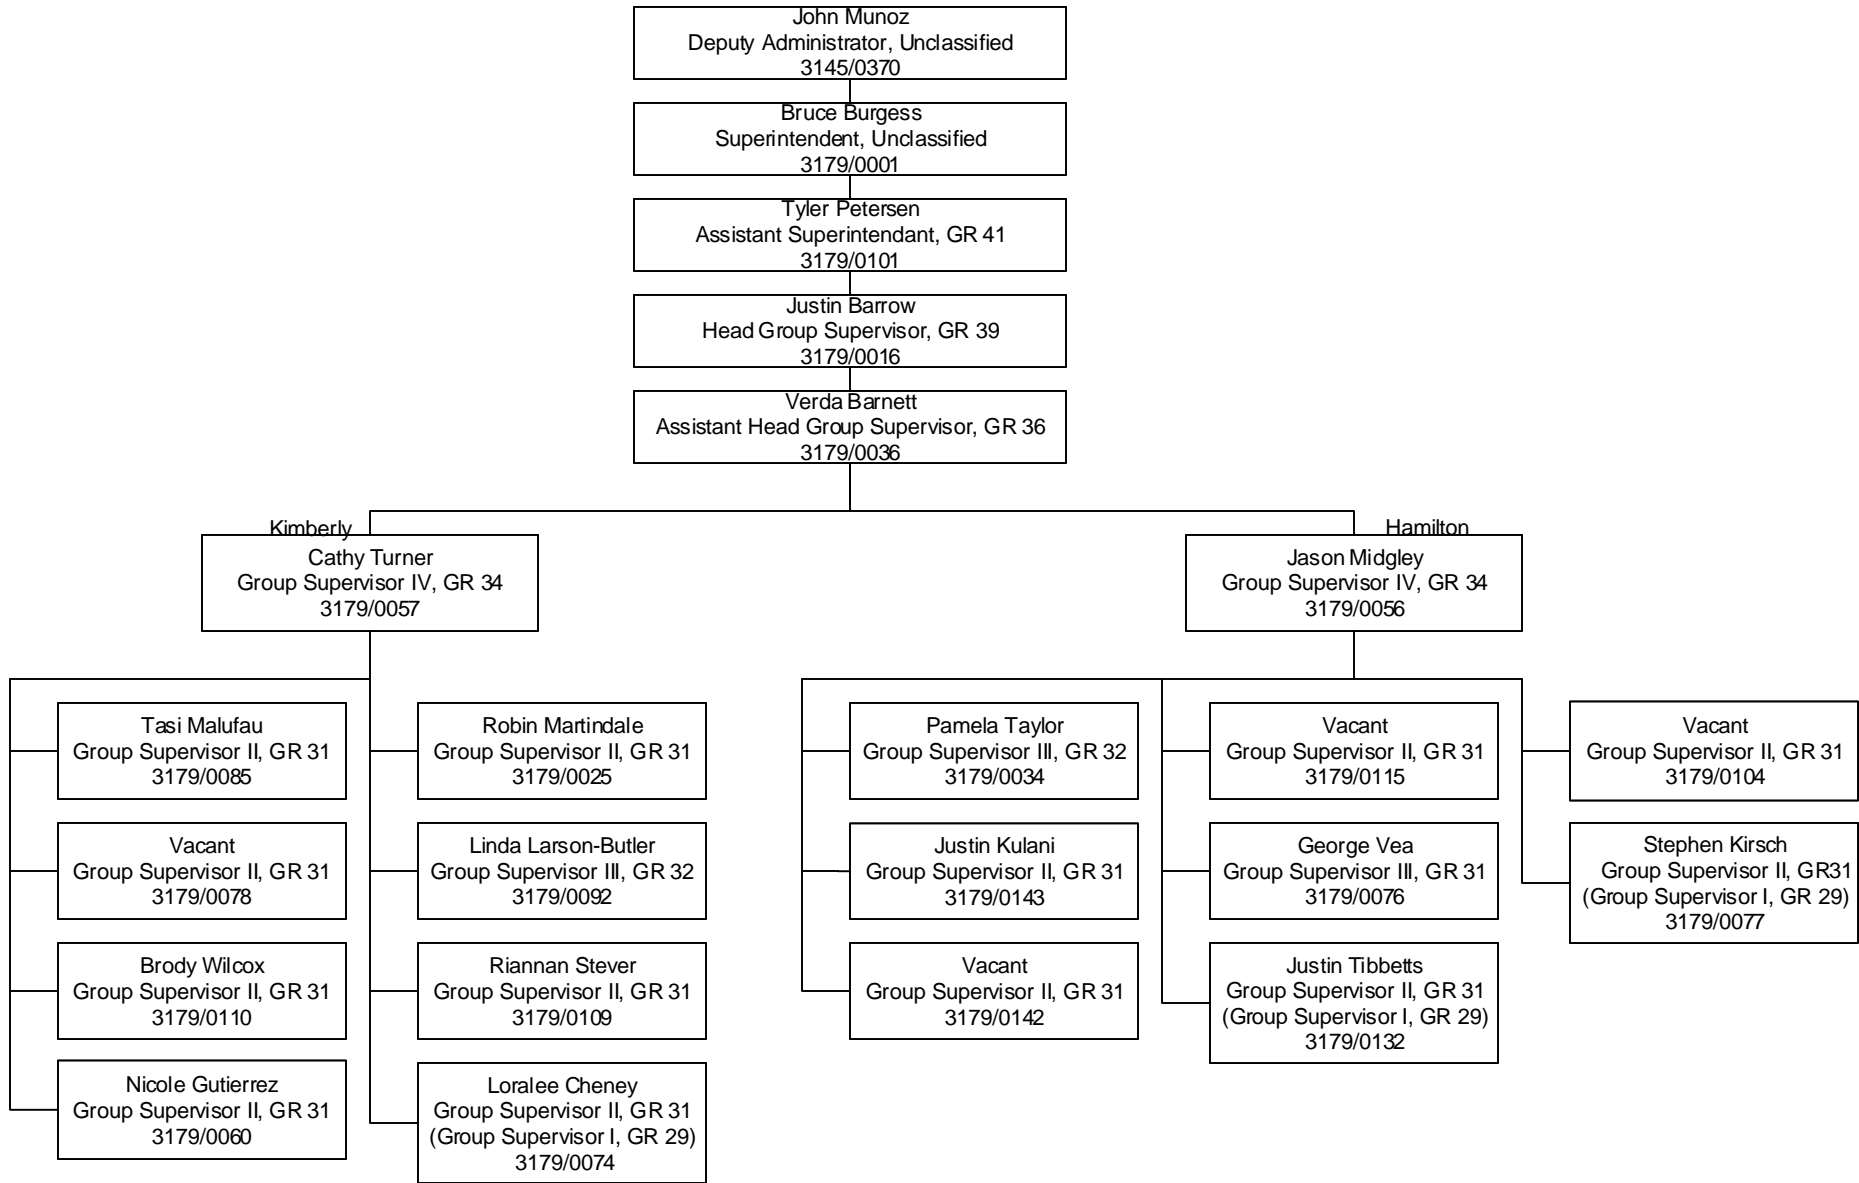 John Munoz
Deputy Administrator, Unclassified
3145/0370
Bruce Burgess
Superintendent, Unclassified
3179/0001
Tyler Petersen
Assistant Superintendant, GR 41
3179/0101
Justin Barrow
Head Group Supervisor, GR 39
3179/0016
Verda Barnett
Assistant Head Group Supervisor, GR 36
3179/0036
Kimberly
Cathy Turner
Group Supervisor IV, GR 34
3179/0057
Hamilton
Jason Midgley
Group Supervisor IV, GR 34
3179/0056
Tasi Malufau
Group Supervisor II, GR 31
3179/0085
Vacant
Group Supervisor II, GR 31
3179/0078
Brody Wilcox
Group Supervisor II, GR 31
3179/0110
Nicole Gutierrez
Group Supervisor II, GR 31
3179/0060
Robin Martindale
Group Supervisor II, GR 31
3179/0025
Linda Larson-Butler
Group Supervisor III, GR 32
3179/0092
Riannan Stever
Group Supervisor II, GR 31
3179/0109
Loralee Cheney
Group Supervisor II, GR 31
(Group Supervisor I, GR 29)
3179/0074
Pamela Taylor
Group Supervisor III, GR 32
3179/0034
Justin Kulani
Group Supervisor II, GR 31
3179/0143
Vacant
Group Supervisor II, GR 31
3179/0142
Vacant
Group Supervisor II, GR 31
3179/0115
George Vea
Group Supervisor III, GR 31
3179/0076
Justin Tibbetts
Group Supervisor II, GR 31
(Group Supervisor I, GR 29)
3179/0132
Vacant
Group Supervisor II, GR 31
3179/0104
Stephen Kirsch
Group Supervisor II, GR31
(Group Supervisor I, GR 29)
3179/0077